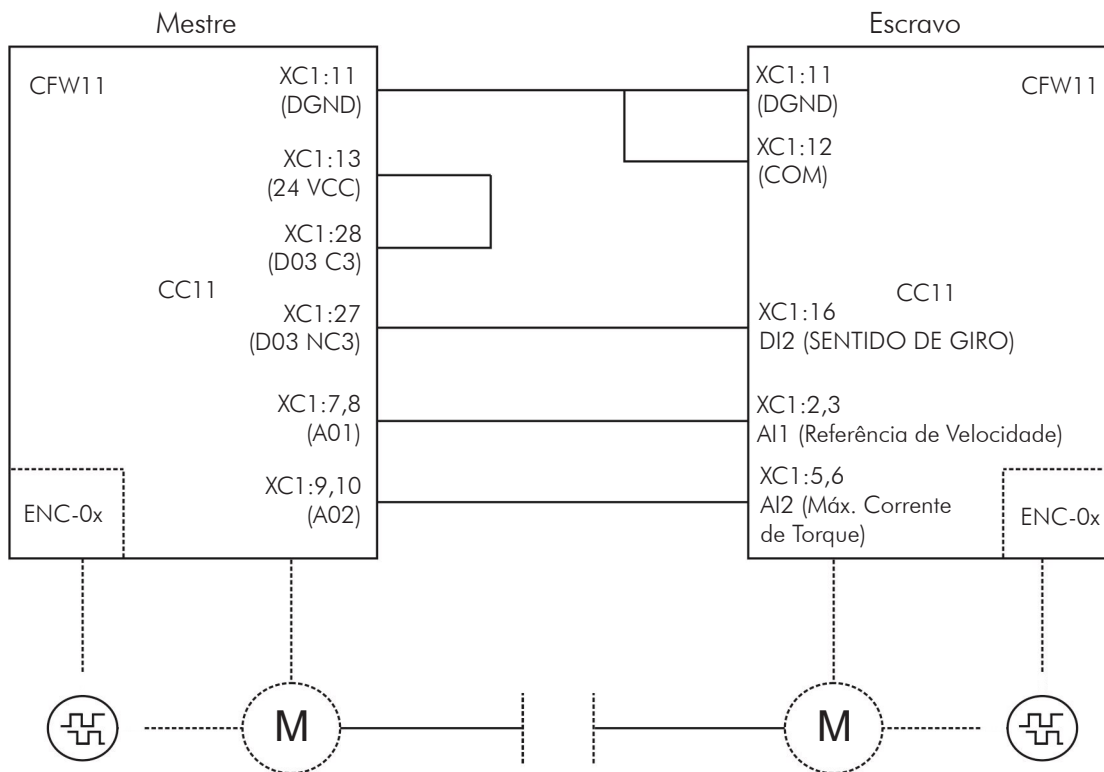 Mestre
CFW11
XC1:11
(DGND)
XC1:13
(24 VCC)
XC1:28
(D03 C3)
CC11
XC1:27
(D03 NC3)
XC1:7,8
(A01)
XC1:9,10
(A02)
ENC-0x
M
Escravo
XC1:11
(DGND)
CFW11
XC1:12
(COM)
CC11
XC1:16
DI2 (SENTIDO DE GIRO)
XC1:2,3
AI1 (Referência de Velocidade)
XC1:5,6
AI2 (Máx. Corrente
de Torque)
ENC-0x
M